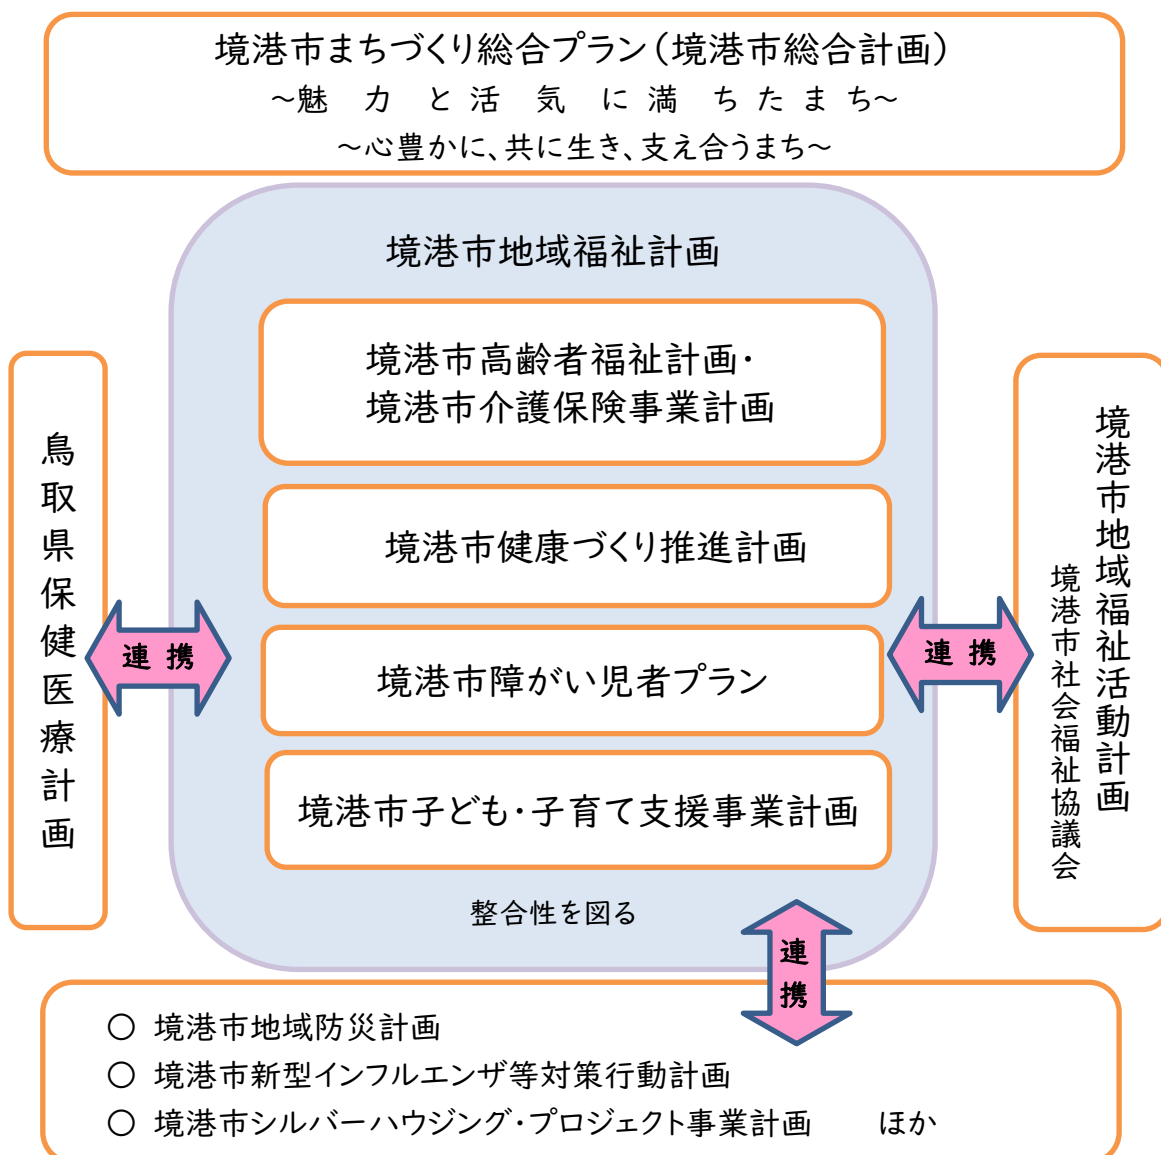 境港市まちづくり総合プラン（境港市総合計画）
～魅　力　と 活　気　に 満　ち た ま ち～
～心豊かに、共に生き、支え合うまち～
境港市地域福祉計画
境港市高齢者福祉計画・
境港市介護保険事業計画
境港市健康づくり推進計画
境港市障がい児者プラン
境港市子ども・子育て支援事業計画
整合性を図る
鳥取県保健医療計画
連 携
連 携
境港市地域福祉活動計画
境港市社会福祉協議会
連携
○ 境港市地域防災計画
○ 境港市新型インフルエンザ等対策行動計画
○ 境港市シルバーハウジング・プロジェクト事業計画　　ほか